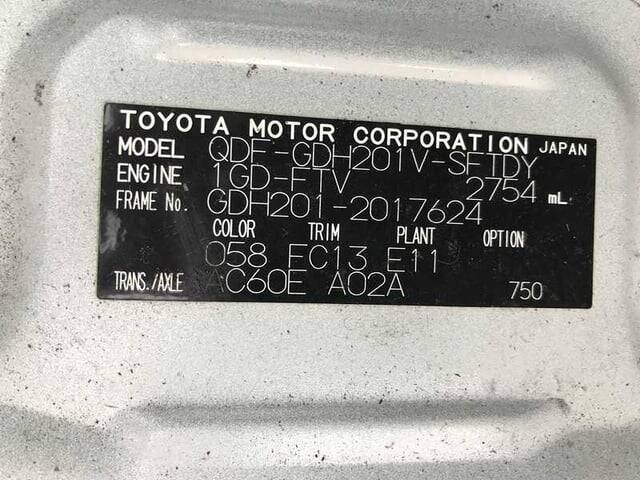 TOYOTA MOTOR CORPORATION JAPAN
MODEL QDF-GDH201V-SFTDY
ENGINE 1GD-FTV 2754 mL
FRAME No. GDH201-2017624
COLOR TRIM PLANT OPTION
058 FC13 E11
TRANS./AXLE AC60E A02A 750